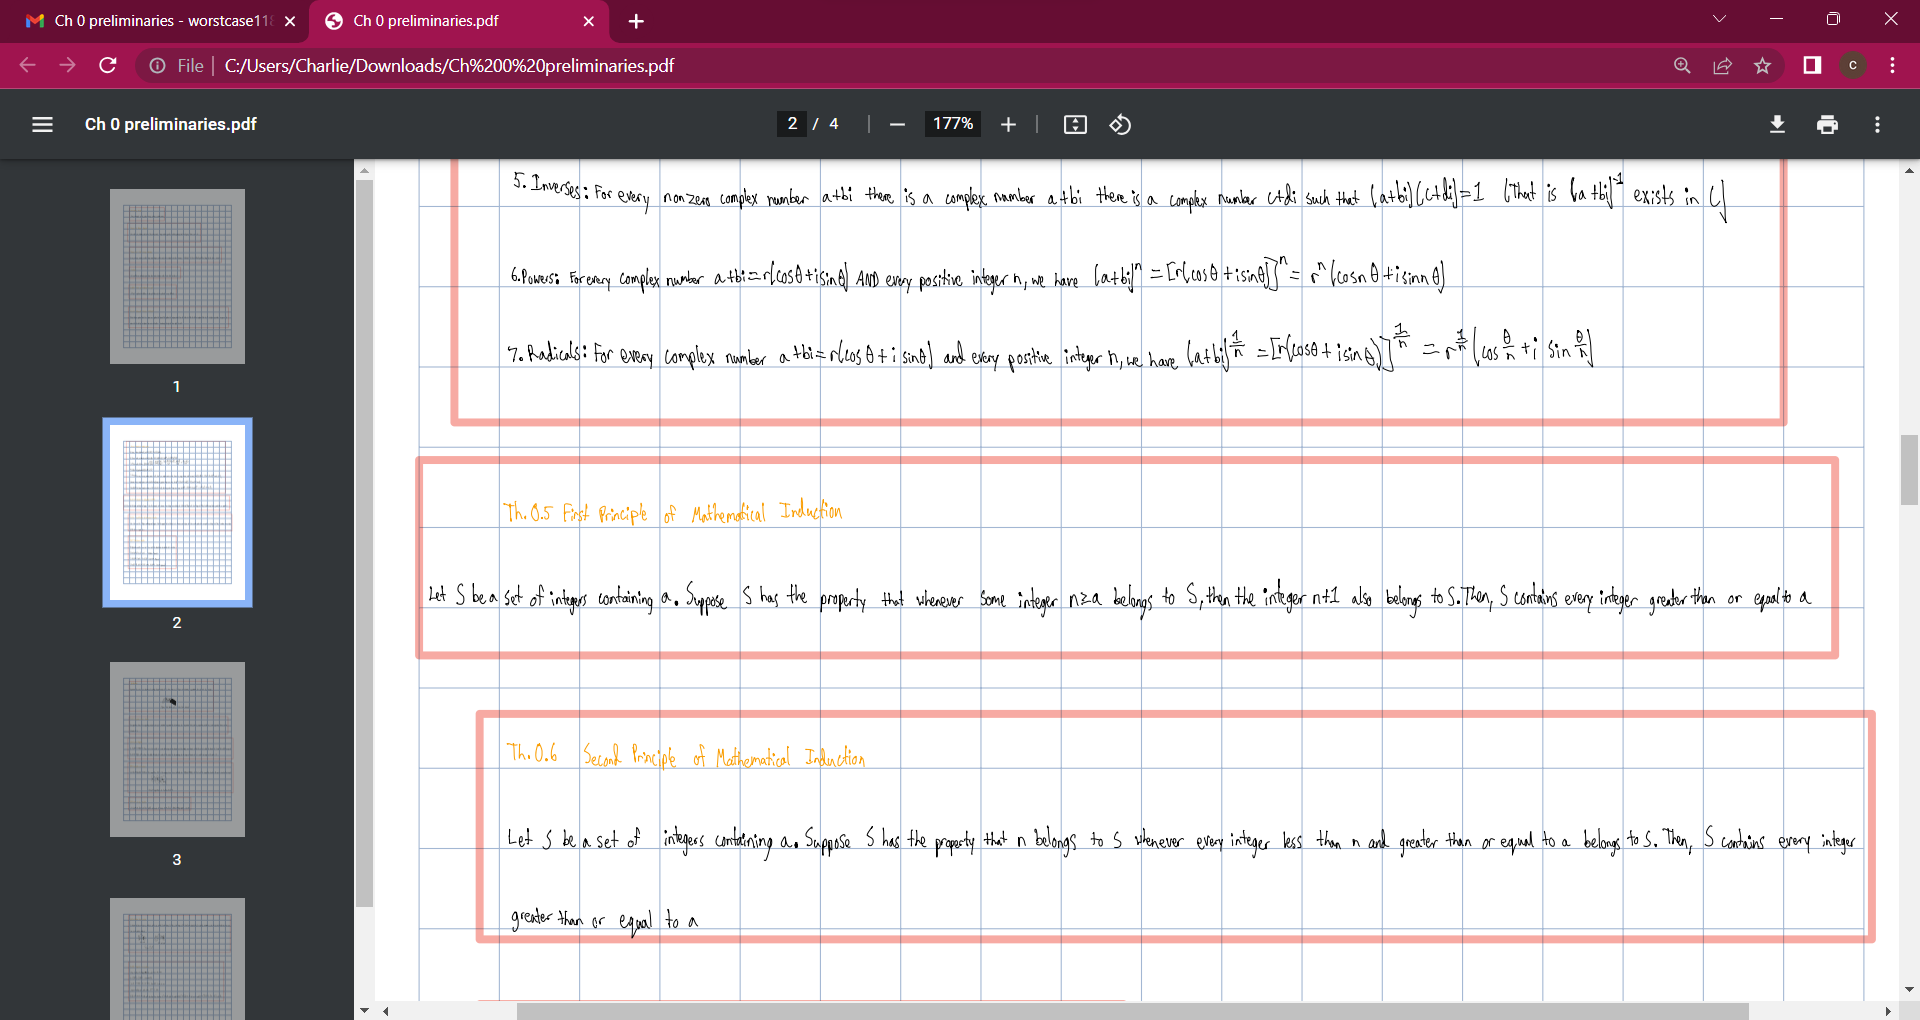 Ch 0 preliminaries - worstcase118
Ch 0 preliminaries.pdf
File | C:/Users/Charlie/Downloads/Ch%200%20preliminaries.pdf
C
Ch 0 preliminaries.pdf
2 / 4
177%
1
2
3
5. Inverses: For every nonzero complex number a+bi there is a complex number a+bi there is a complex number c+di such that (a+bi)(c+di)=1 (That is (a+bi)⁻¹ exists in C)
6. Powers: For every complex number a+bi=r(cosθ+isinθ) AND every positive integer n, we have (a+bi)ⁿ = [r(cosθ+isinθ)]ⁿ = rⁿ(cosnθ+isinnθ)
7. Radicals: For every complex number a+bi=r(cosθ+i sinθ) and every positive integer n, we have (a+bi)^(1/n) = [r(cosθ+isinθ)]^(1/n) = r^(1/n) (cos θ/n + i sin θ/n)
Th. 0.5 First Principle of Mathematical Induction
Let S be a set of integers containing a. Suppose S has the property that whenever some integer n≥a belongs to S, then the integer n+1 also belongs to S. Then, S contains every integer greater than or equal to a
Th. 0.6 Second Principle of Mathematical Induction
Let S be a set of integers containing a. Suppose S has the property that n belongs to S whenever every integer less than n and greater than or equal to a belongs to S. Then, S contains every integer
greater than or equal to a